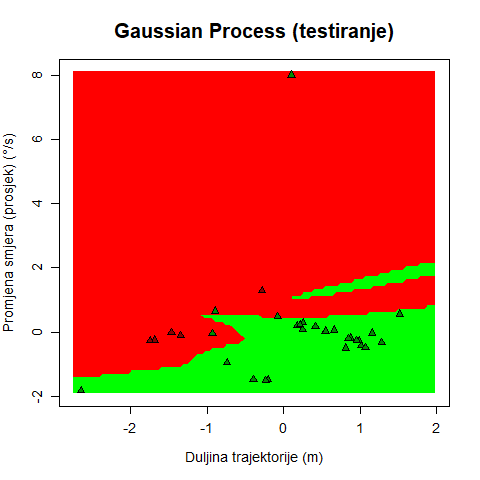 Gaussian Process (testiranje)
Promjena smjera (prosjek) (°/s)
8
6
4
2
0
-2
-2 -1 0 1 2
Duljina trajektorije (m)